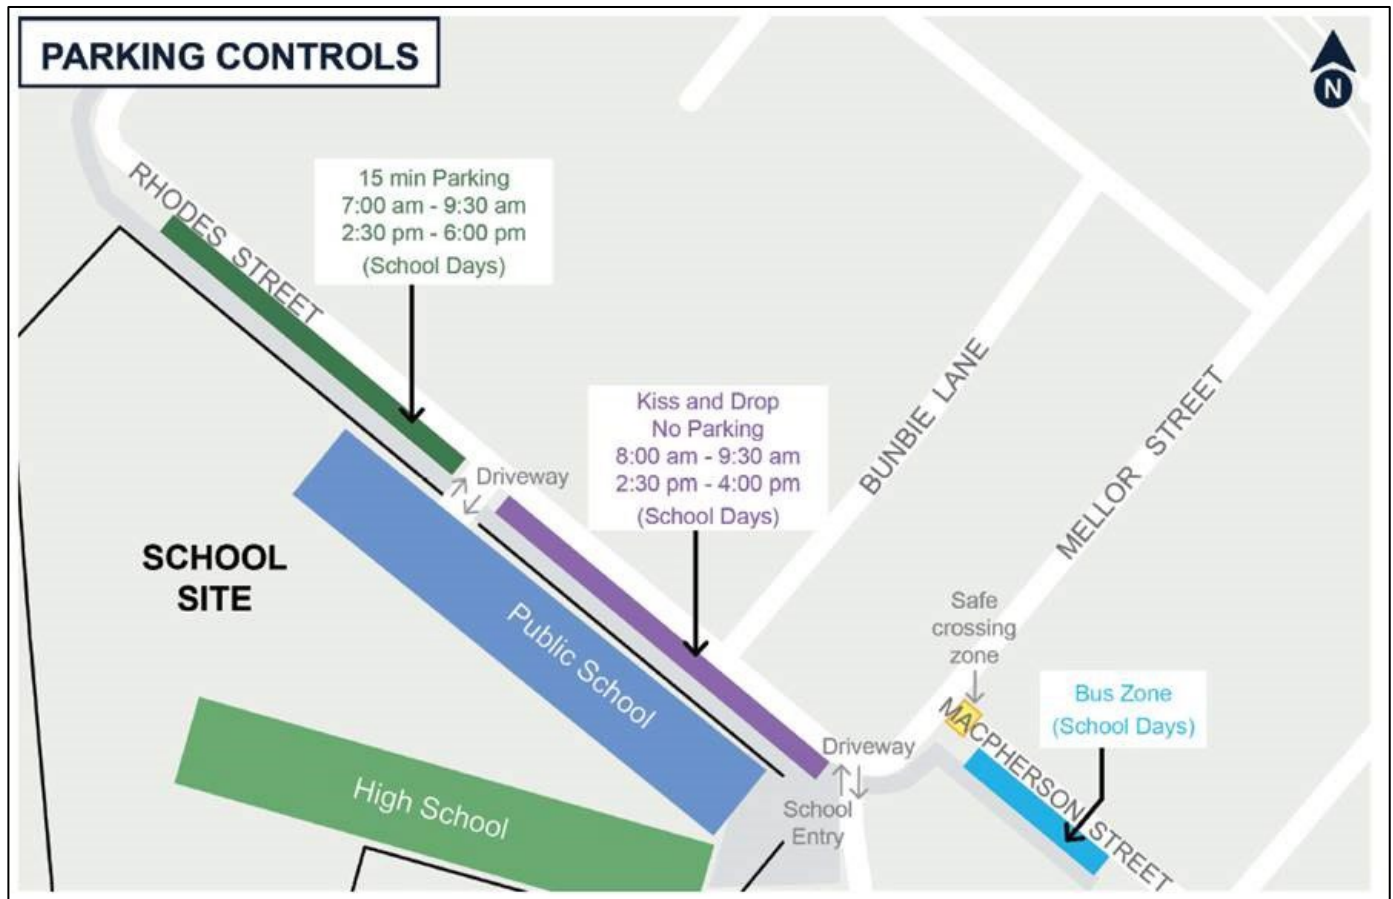 PARKING CONTROLS
N
RHODES STREET
15 min Parking
7:00 am - 9:30 am
2:30 pm - 6:00 pm
(School Days)
Kiss and Drop
No Parking
8:00 am - 9:30 am
2:30 pm - 4:00 pm
(School Days)
BUNBIE LANE
MELLOR STREET
Driveway
SCHOOL
SITE
Public School
High School
Safe
crossing
zone
Bus Zone
(School Days)
MACPHERSON STREET
Driveway
School
Entry